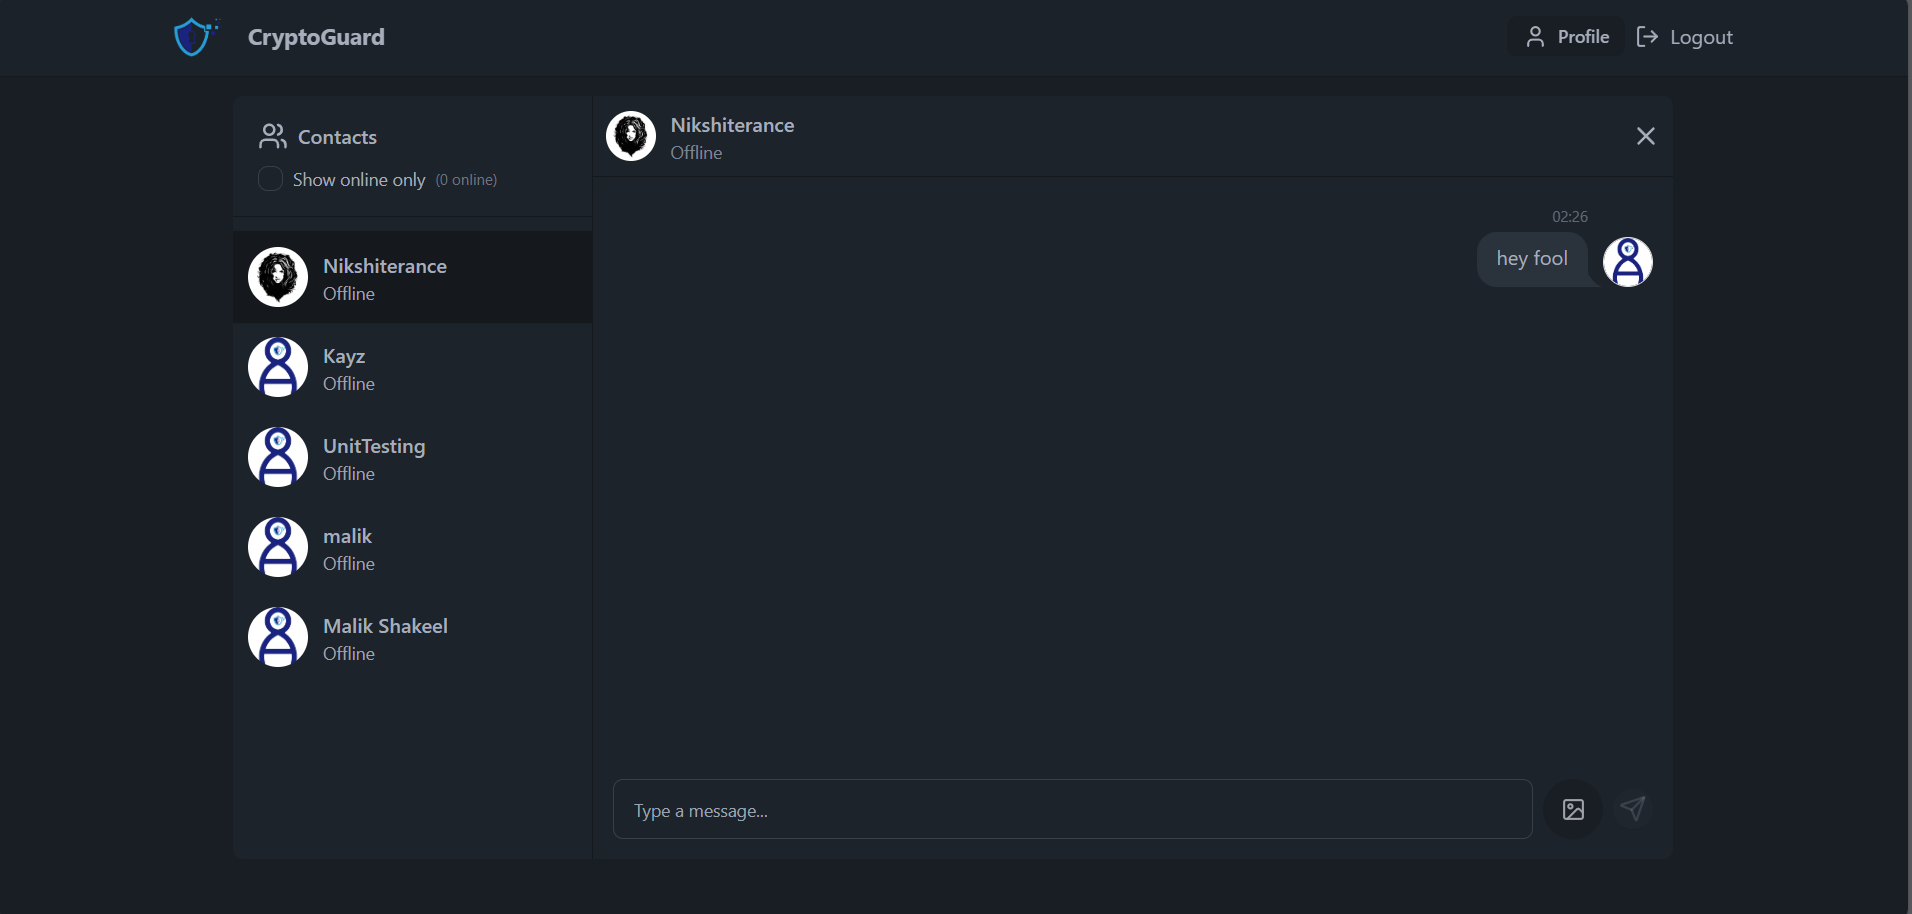 CryptoGuard
Profile
Logout
Contacts
Show online only (0 online)
Nikshiterance
Offline
Kayz
Offline
UnitTesting
Offline
malik
Offline
Malik Shakeel
Offline
Nikshiterance
Offline
02:26
hey fool
Type a message...